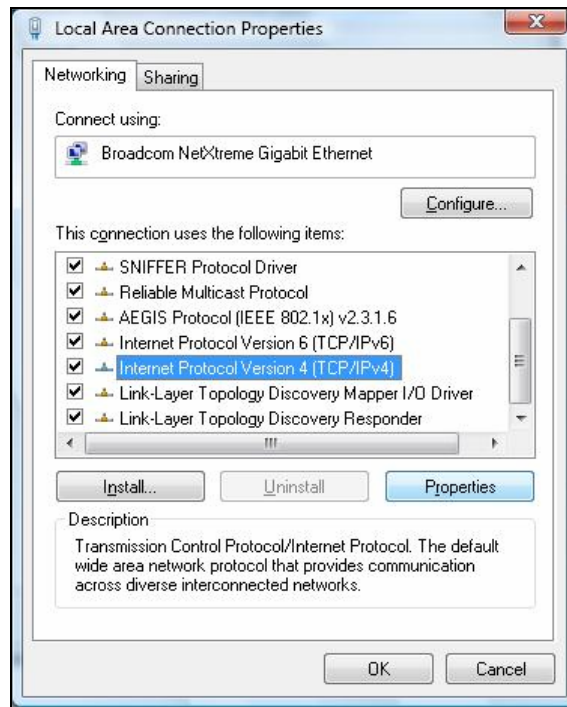 Local Area Connection Properties
Networking
Sharing
Connect using:
Broadcom NetXtreme Gigabit Ethernet
Configure...
This connection uses the following items:
SNIFFER Protocol Driver
Reliable Multicast Protocol
AEGIS Protocol (IEEE 802.1x) v2.3.1.6
Internet Protocol Version 6 (TCP/IPv6)
Internet Protocol Version 4 (TCP/IPv4)
Link-Layer Topology Discovery Mapper I/O Driver
Link-Layer Topology Discovery Responder
Install...
Uninstall
Properties
Description
Transmission Control Protocol/Internet Protocol. The default
wide area network protocol that provides communication
across diverse interconnected networks.
OK
Cancel